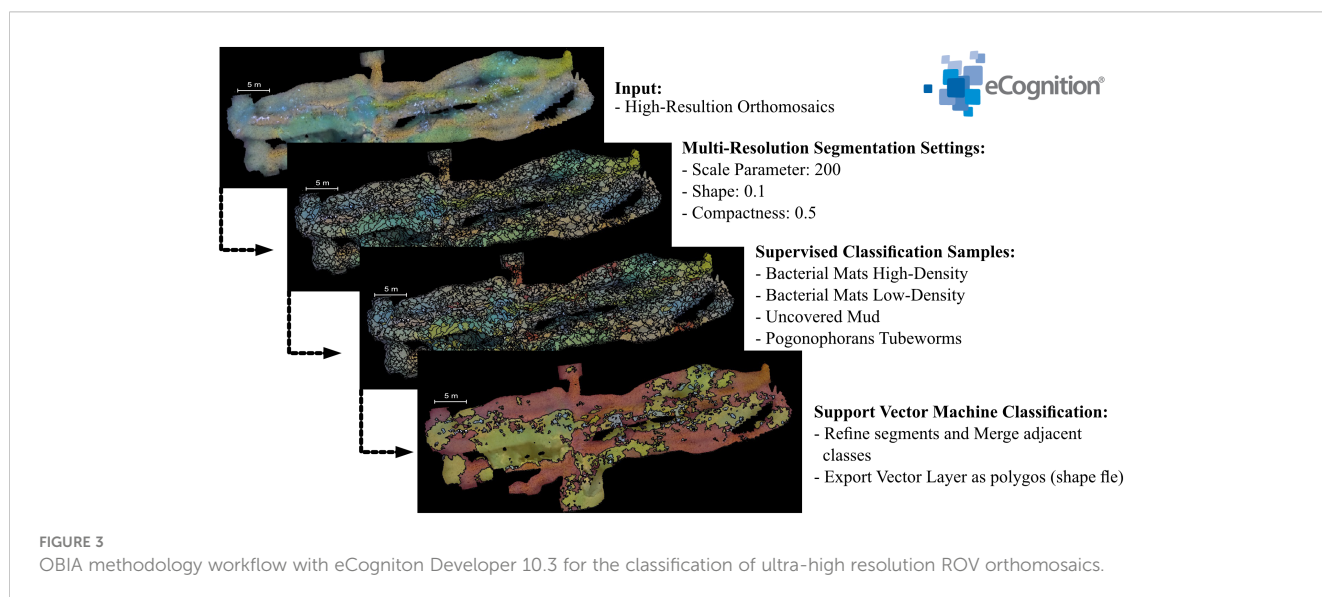 5 m
Input:
- High-Resultion Orthomosaics
eCognition®
5 m
Multi-Resolution Segmentation Settings:
- Scale Parameter: 200
- Shape: 0.1
- Compactness: 0.5
5 m
Supervised Classification Samples:
- Bacterial Mats High-Density
- Bacterial Mats Low-Density
- Uncovered Mud
- Pogonophorans Tubeworms
5 m
Support Vector Machine Classification:
- Refine segments and Merge adjacent
classes
- Export Vector Layer as polygos (shape fle)
FIGURE 3
OBIA methodology workflow with eCogniton Developer 10.3 for the classification of ultra-high resolution ROV orthomosaics.